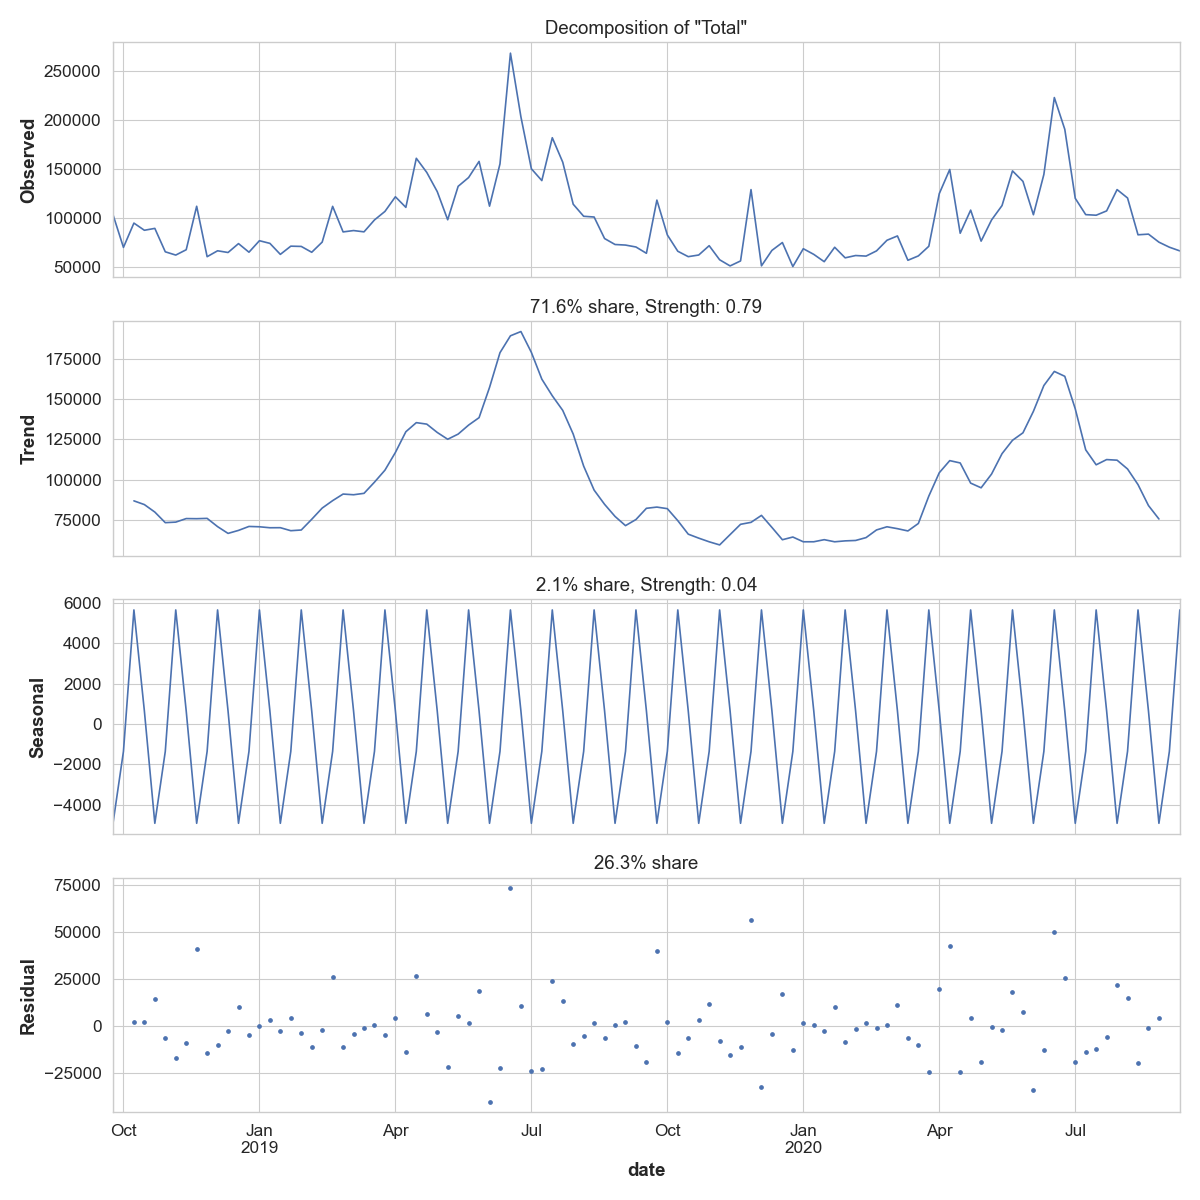 Decomposition of "Total"
250000
200000
150000
100000
50000
Observed
71.6% share, Strength: 0.79
175000
150000
125000
100000
75000
Trend
2.1% share, Strength: 0.04
6000
4000
2000
0
−2000
−4000
Seasonal
26.3% share
75000
50000
25000
0
−25000
Residual
Oct Jan Apr Jul Oct Jan Apr Jul
2019 2020
date